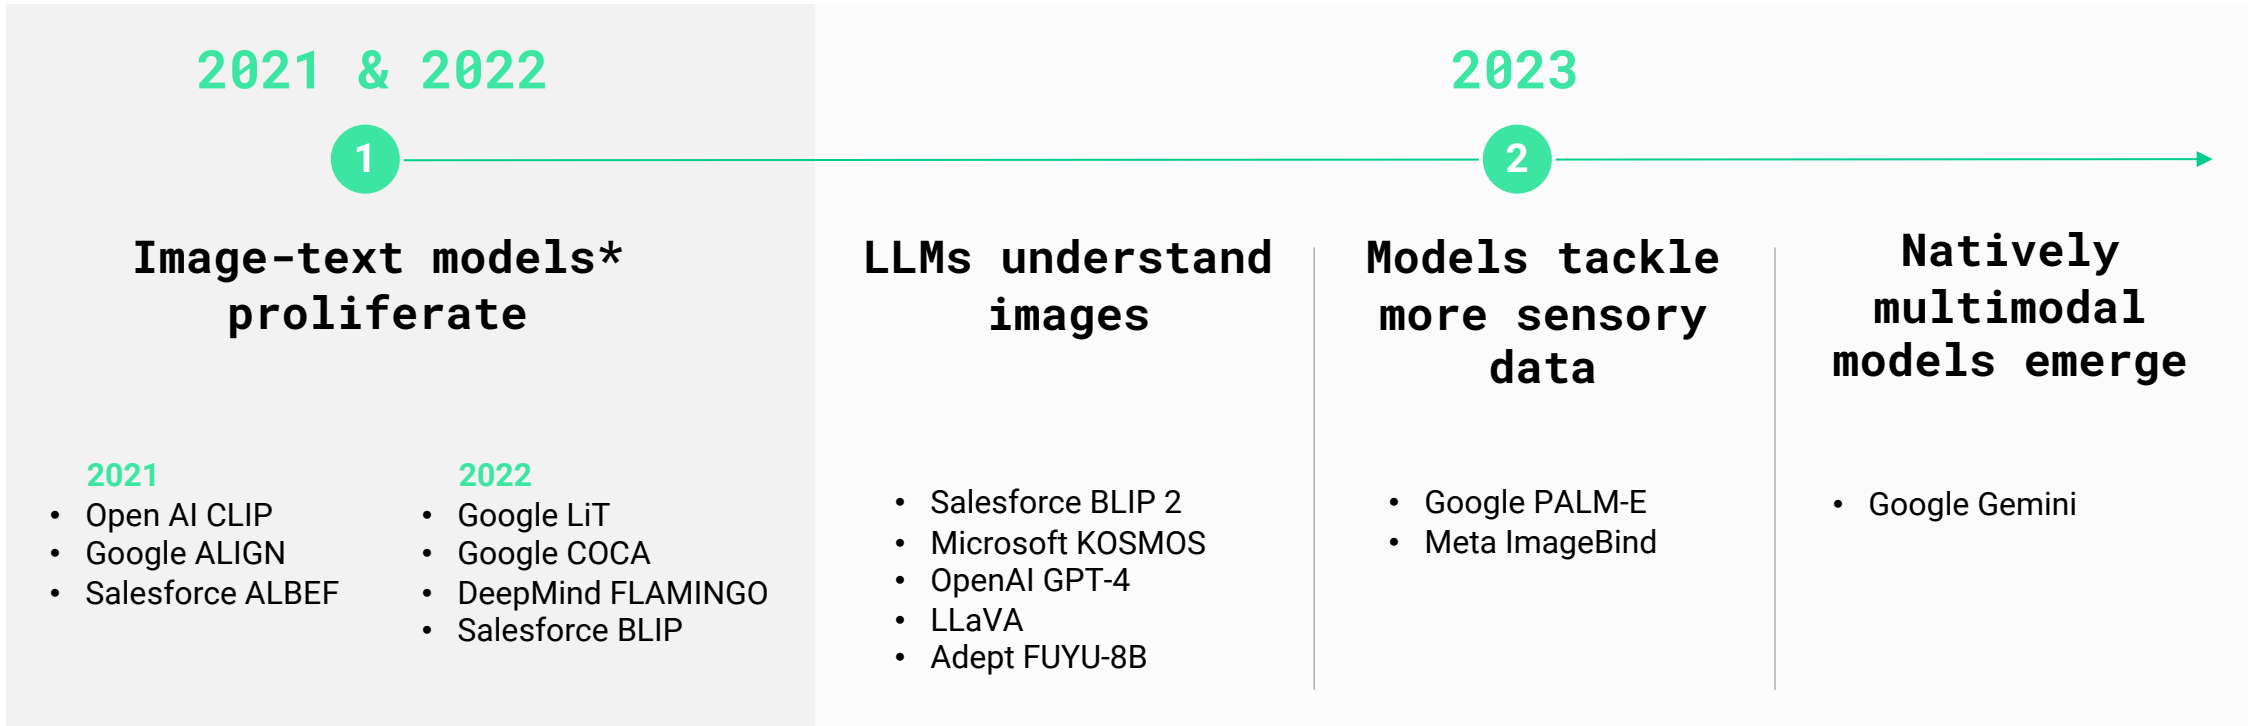 2021 & 2022
1
Image-text models*
proliferate
2021
• Open AI CLIP
• Google ALIGN
• Salesforce ALBEF
2022
• Google LiT
• Google COCA
• DeepMind FLAMINGO
• Salesforce BLIP
2023
2
LLMs understand
images
• Salesforce BLIP 2
• Microsoft KOSMOS
• OpenAI GPT-4
• LLaVA
• Adept FUYU-8B
Models tackle
more sensory
data
• Google PALM-E
• Meta ImageBind
Natively
multimodal
models emerge
• Google Gemini